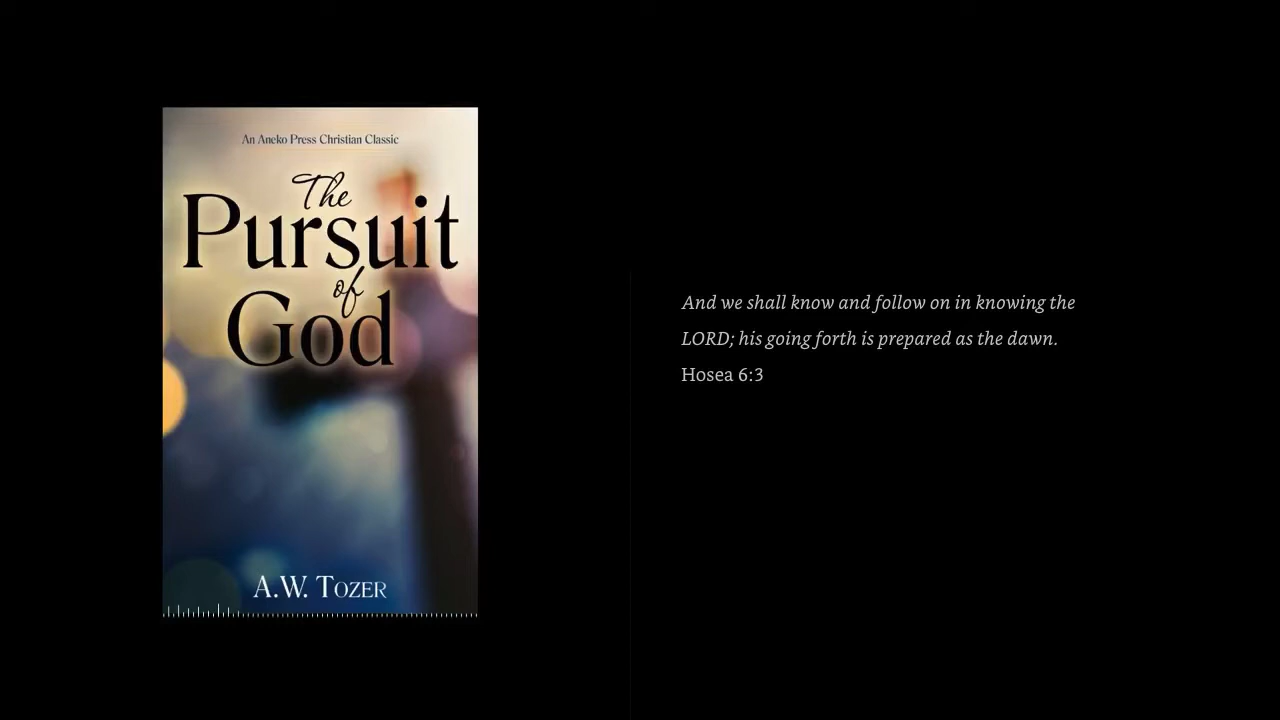 An Aneko Press Christian Classic
The
Pursuit
of
God
A.W. Tozer
And we shall know and follow on in knowing the
LORD; his going forth is prepared as the dawn.
Hosea 6:3